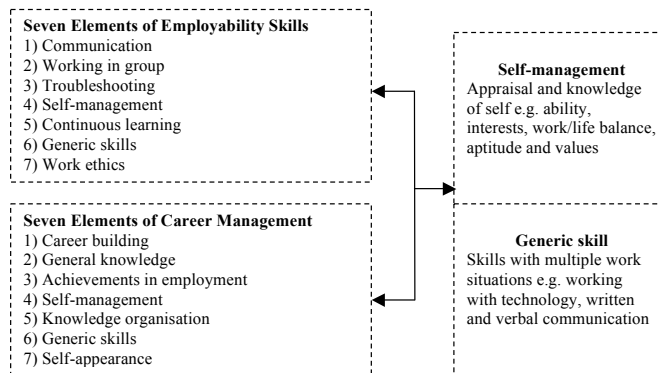 Seven Elements of Employability Skills
1) Communication
2) Working in group
3) Troubleshooting
4) Self-management
5) Continuous learning
6) Generic skills
7) Work ethics
Seven Elements of Career Management
1) Career building
2) General knowledge
3) Achievements in employment
4) Self-management
5) Knowledge organisation
6) Generic skills
7) Self-appearance
Self-management
Appraisal and knowledge
of self e.g. ability,
interests, work/life balance,
aptitude and values
Generic skill
Skills with multiple work
situations e.g. working
with technology, written
and verbal communication